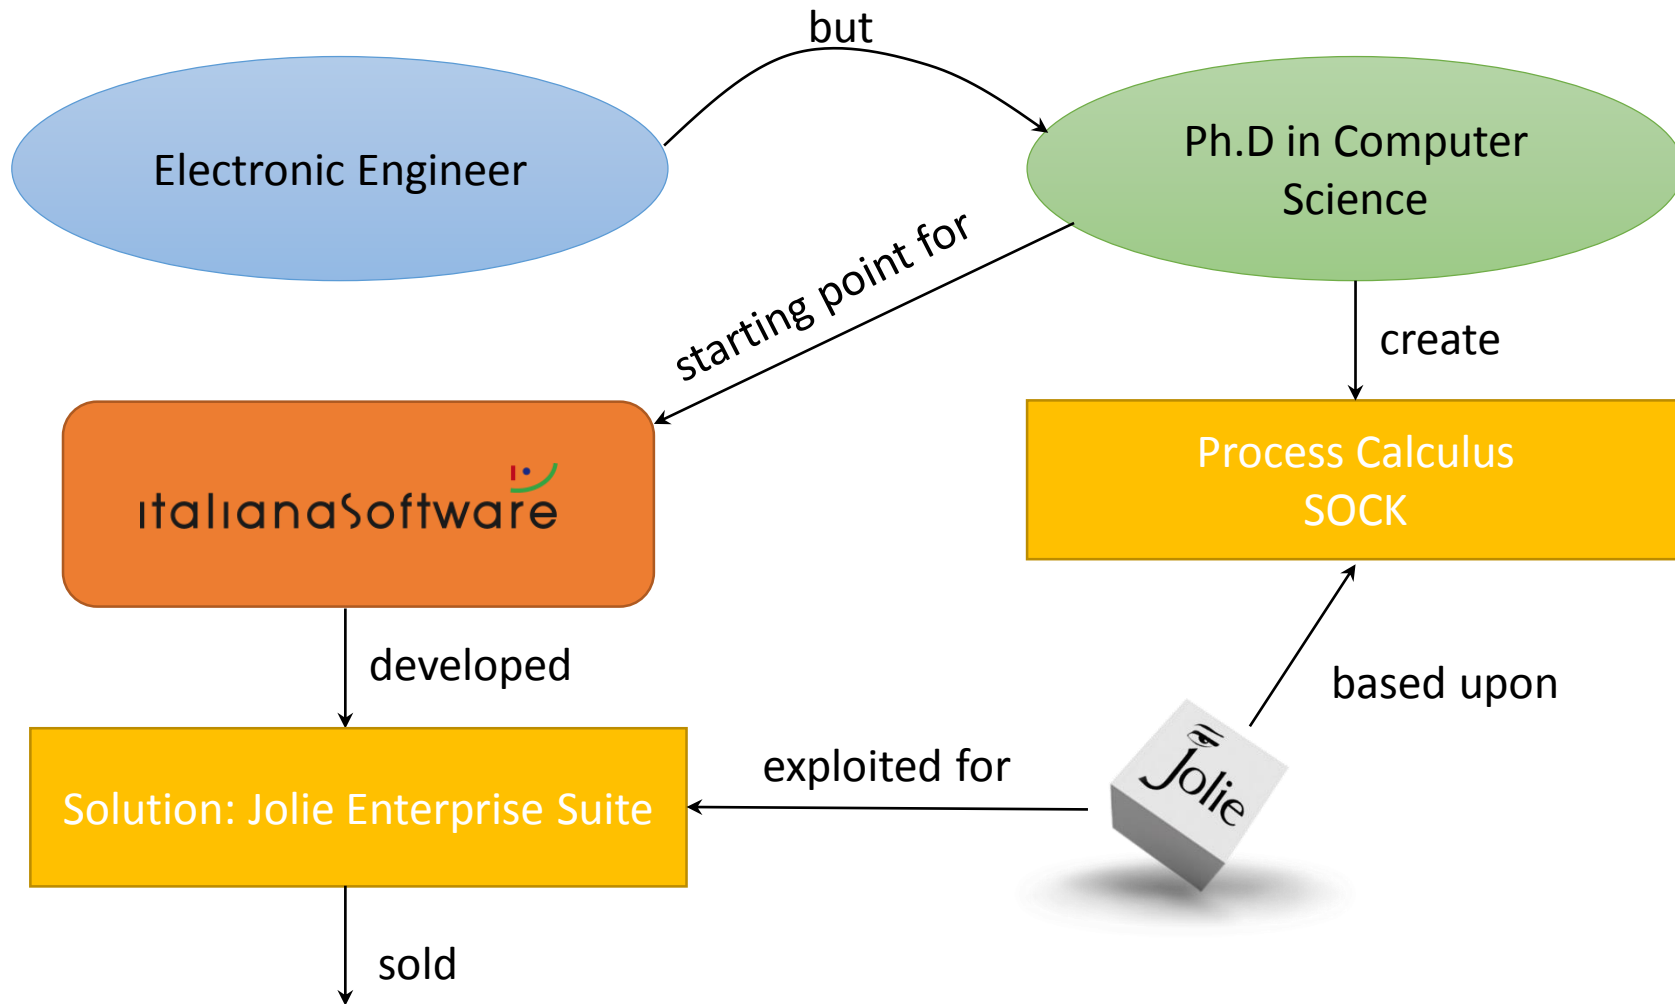 but
Electronic Engineer
Ph.D in Computer
Science
starting point for
create
italianaSoftware
Process Calculus
SOCK
developed
based upon
exploited for
Jolie
Solution: Jolie Enterprise Suite
sold